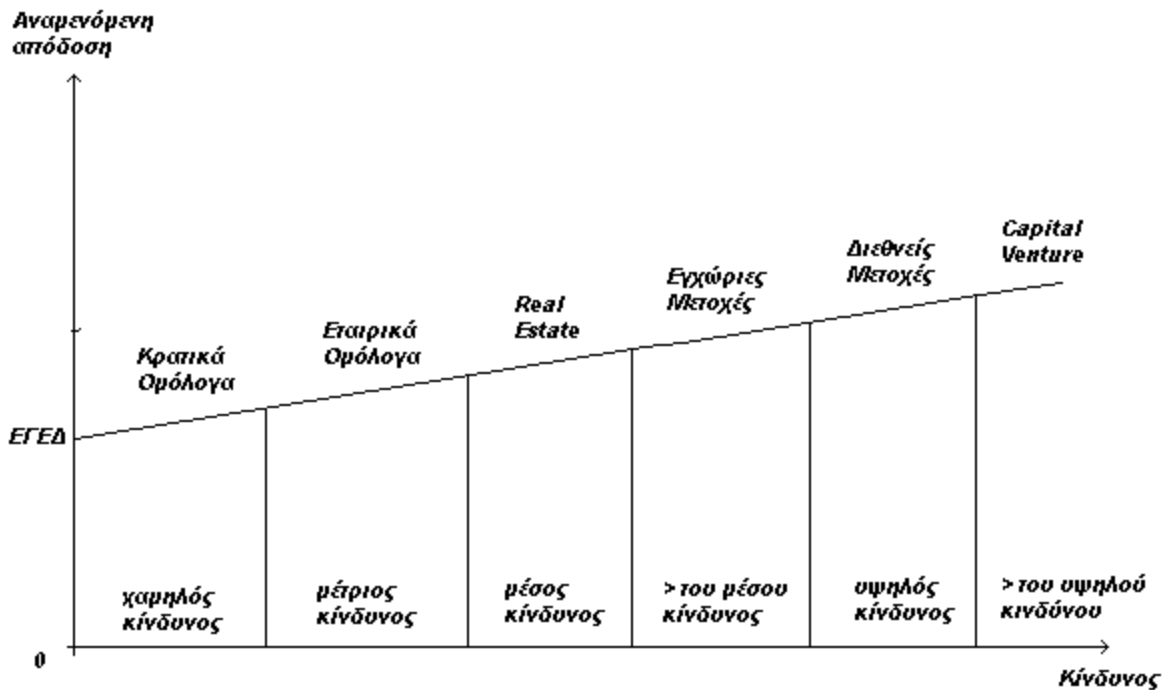 Αναμενόμενη
απόδοση
Capital
Venture
Διεθνείς
Μετοχές
Εγχώριες
Μετοχές
Real
Estate
Εταιρικά
Ομόλογα
Κρατικά
Ομόλογα
ΕΓΕΔ
χαμηλός
κίνδυνος
μέτριος
κίνδυνος
μέσος
κίνδυνος
>του μέσου
κίνδυνος
υψηλός
κίνδυνος
>του υψηλού
κινδύνου
0
Κίνδυνος